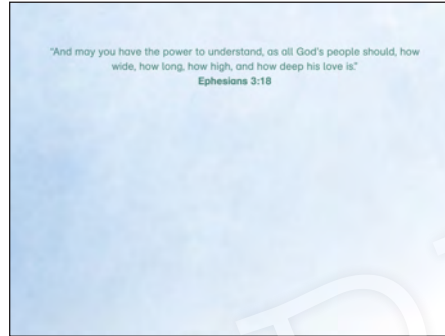 "And may you have the power to understand, as all God's people should, how
wide, how long, how high, and how deep his love is."
Ephesians 3:18